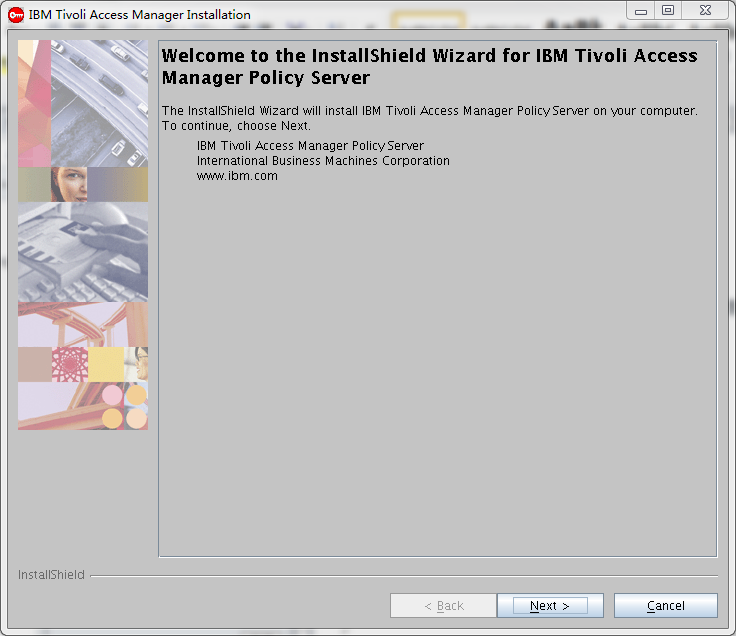 IBM Tivoli Access Manager Installation
Welcome to the InstallShield Wizard for IBM Tivoli Access
Manager Policy Server
The InstallShield Wizard will install IBM Tivoli Access Manager Policy Server on your computer.
To continue, choose Next.
IBM Tivoli Access Manager Policy Server
International Business Machines Corporation
www.ibm.com
InstallShield
< Back
Next >
Cancel